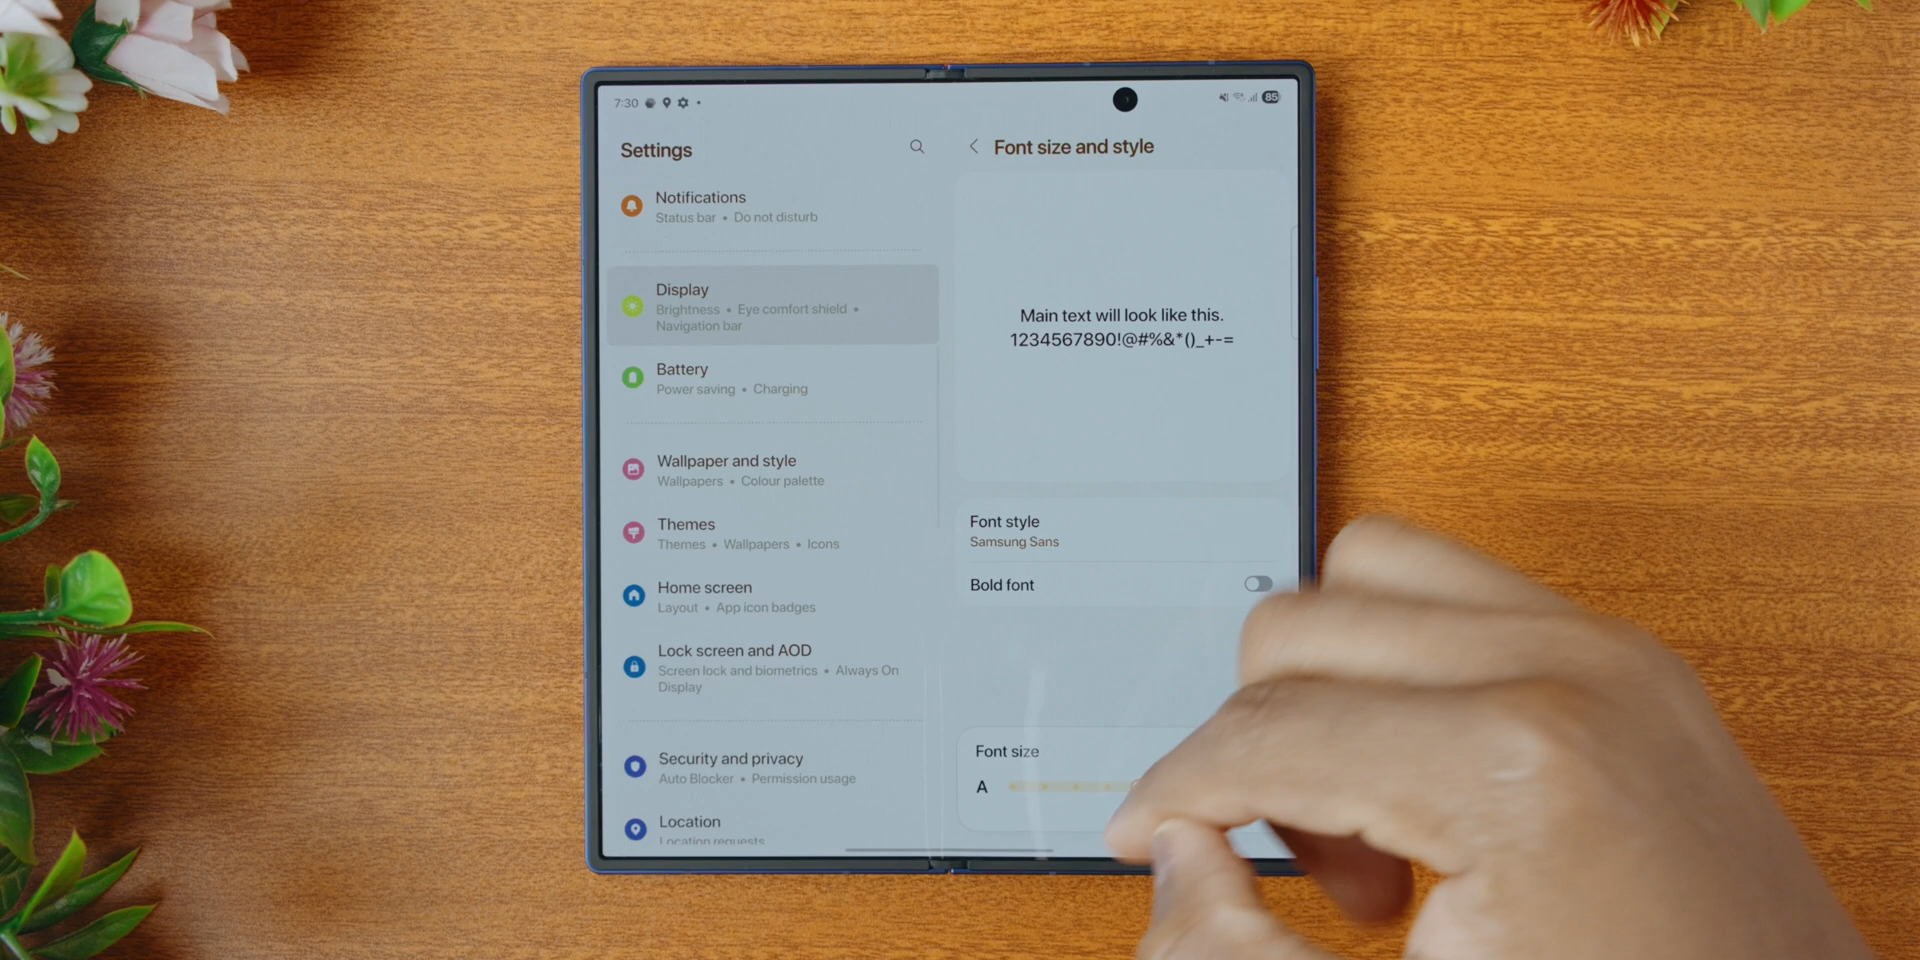 7:30
85
Settings
Notifications
Status bar • Do not disturb
Display
Brightness • Eye comfort shield •
Navigation bar
Battery
Power saving • Charging
Wallpaper and style
Wallpapers • Colour palette
Themes
Themes • Wallpapers • Icons
Home screen
Layout • App icon badges
Lock screen and AOD
Screen lock and biometrics • Always On
Display
Security and privacy
Auto Blocker • Permission usage
Location
Location requests
Font size and style
Main text will look like this.
1234567890!@#%&*()_+-=
Font style
Samsung Sans
Bold font
Font size
A